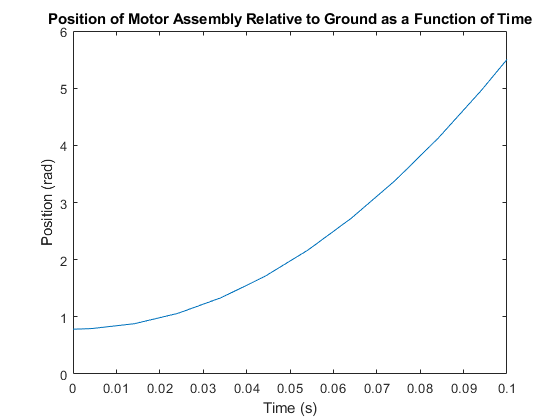 Position of Motor Assembly Relative to Ground as a Function of Time
6
5
4
3
2
1
0
Position (rad)
0 0.01 0.02 0.03 0.04 0.05 0.06 0.07 0.08 0.09 0.1
Time (s)